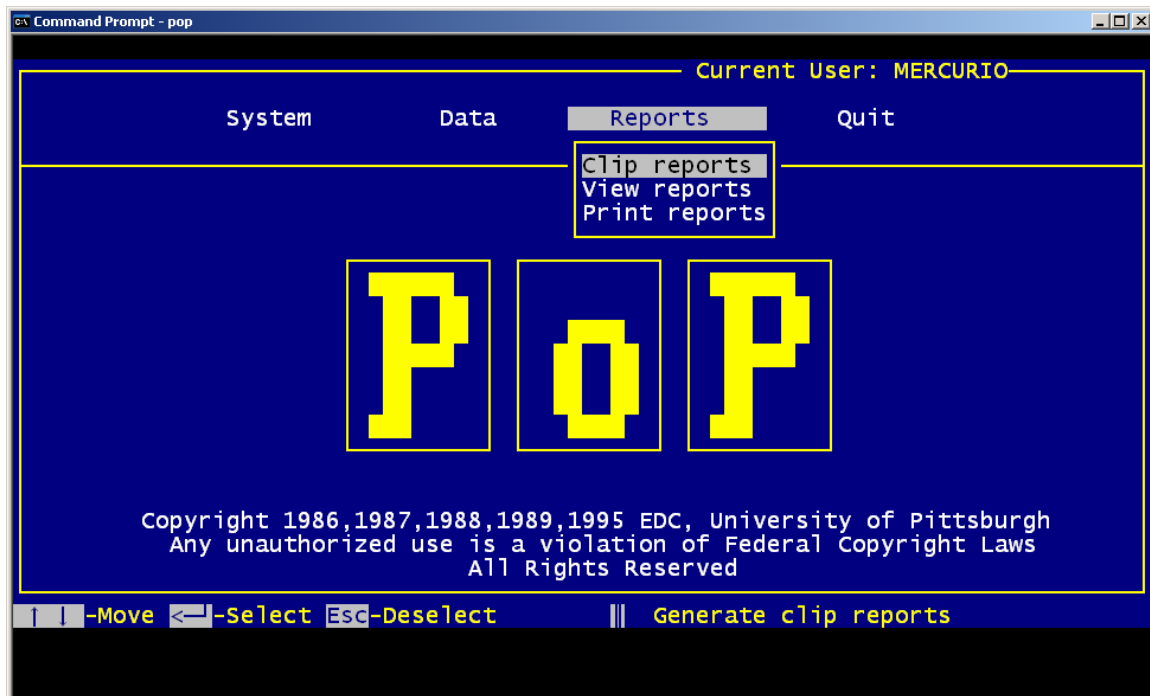 Command Prompt - pop
Current User: MERCURIO
System Data Reports Quit
Clip reports
View reports
Print reports
PoP
Copyright 1986,1987,1988,1989,1995 EDC, University of Pittsburgh
Any unauthorized use is a violation of Federal Copyright Laws
All Rights Reserved
↑ ↓ -Move <─┘-Select Esc-Deselect Generate clip reports